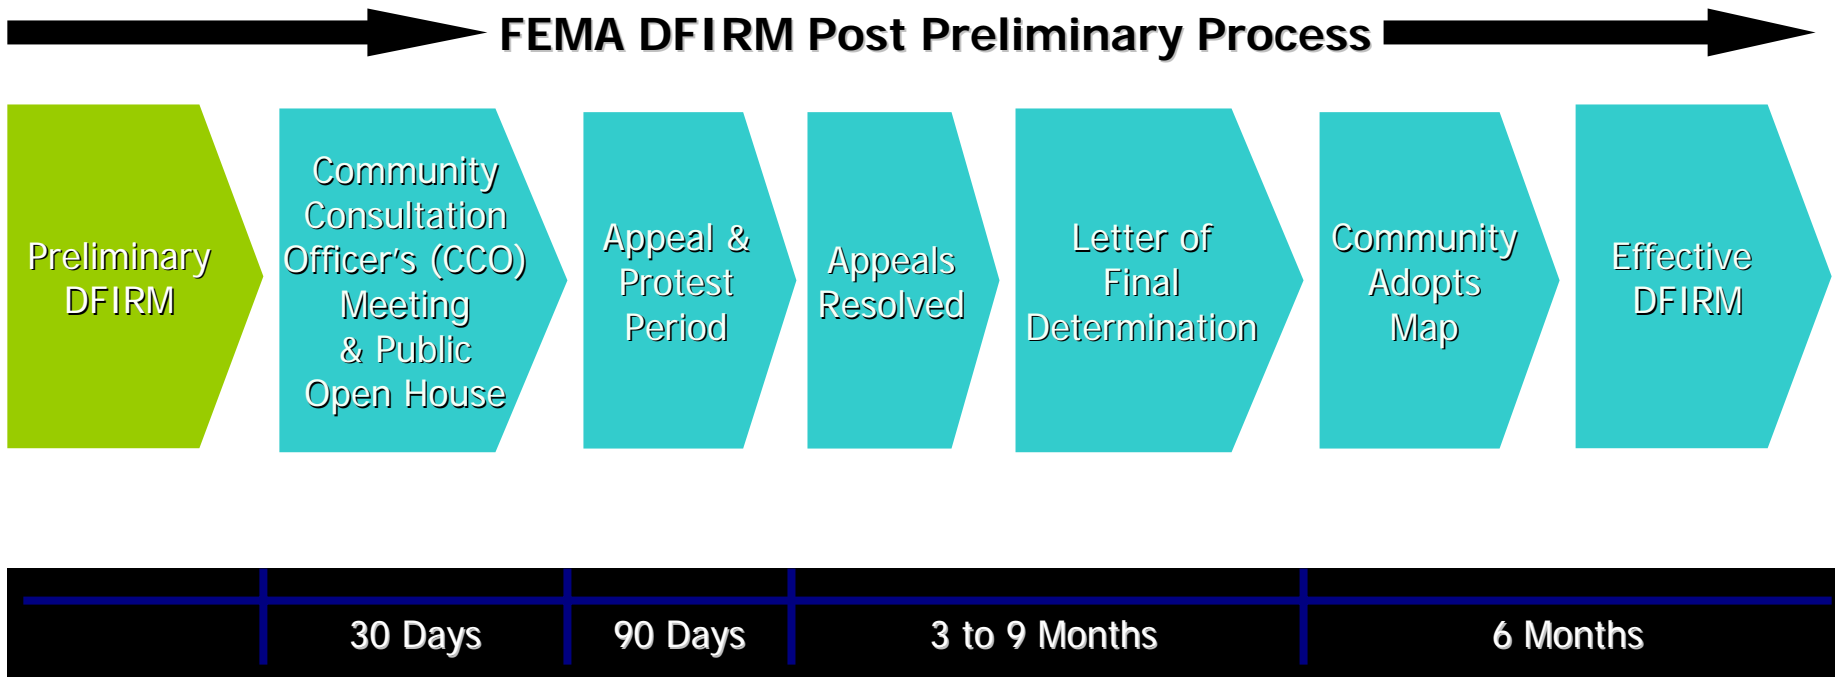 FEMA DFIRM Post Preliminary Process
Preliminary
DFIRM
Community
Consultation
Officer's (CCO)
Meeting
& Public
Open House
Appeal &
Protest
Period
Appeals
Resolved
Letter of
Final
Determination
Community
Adopts
Map
Effective
DFIRM
30 Days
90 Days
3 to 9 Months
6 Months